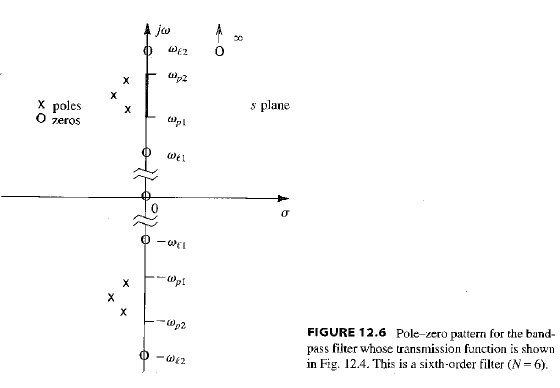 jω
∞
ωℓ2
ωp2
X poles
O zeros
s plane
ωp1
ωℓ1
0
σ
−ωℓ1
−ωp1
−ωp2
−ωℓ2
FIGURE 12.6 Pole–zero pattern for the band-
pass filter whose transmission function is shown
in Fig. 12.4. This is a sixth-order filter (N = 6).